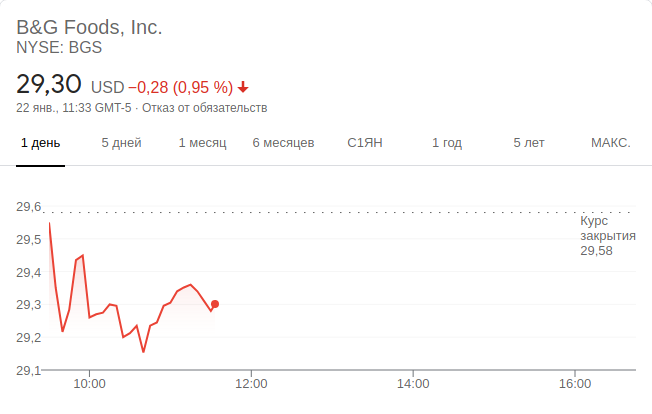 B&G Foods, Inc.
NYSE: BGS
29,30 USD −0,28 (0,95 %)
22 янв., 11:33 GMT-5 · Отказ от обязательств
1 день 5 дней 1 месяц 6 месяцев С1ЯН 1 год 5 лет МАКС.
29,6
Курс
закрытия
29,58
29,5
29,4
29,3
29,2
29,1
10:00 12:00 14:00 16:00